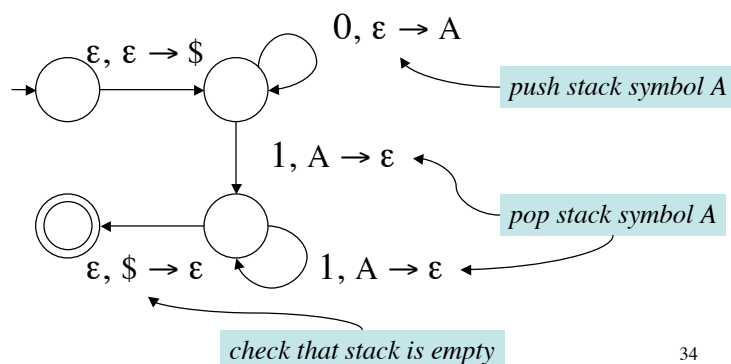 0, ε → A
ε, ε → $
push stack symbol A
1, A → ε
pop stack symbol A
ε, $ → ε
1, A → ε
check that stack is empty
34